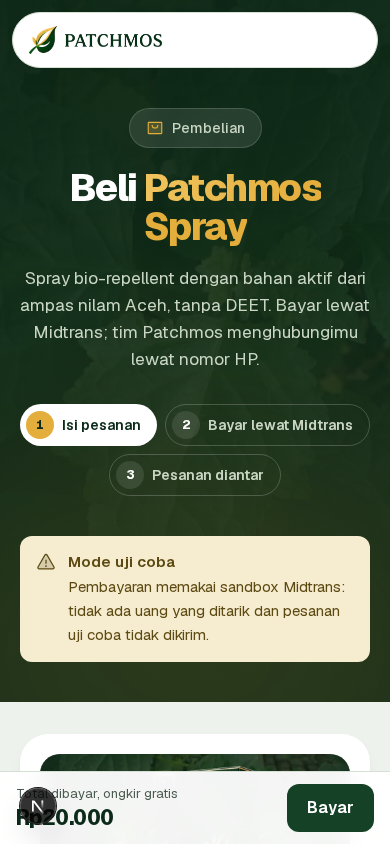 PATCHMOS
Pembelian
Beli Patchmos
Spray
Spray bio-repellent dengan bahan aktif dari
ampas nilam Aceh, tanpa DEET. Bayar lewat
Midtrans; tim Patchmos menghubungimu
lewat nomor HP.
1 Isi pesanan
2 Bayar lewat Midtrans
3 Pesanan diantar
Mode uji coba
Pembayaran memakai sandbox Midtrans:
tidak ada uang yang ditarik dan pesanan
uji coba tidak dikirim.
Total dibayar, ongkir gratis
N
Rp20.000
Bayar